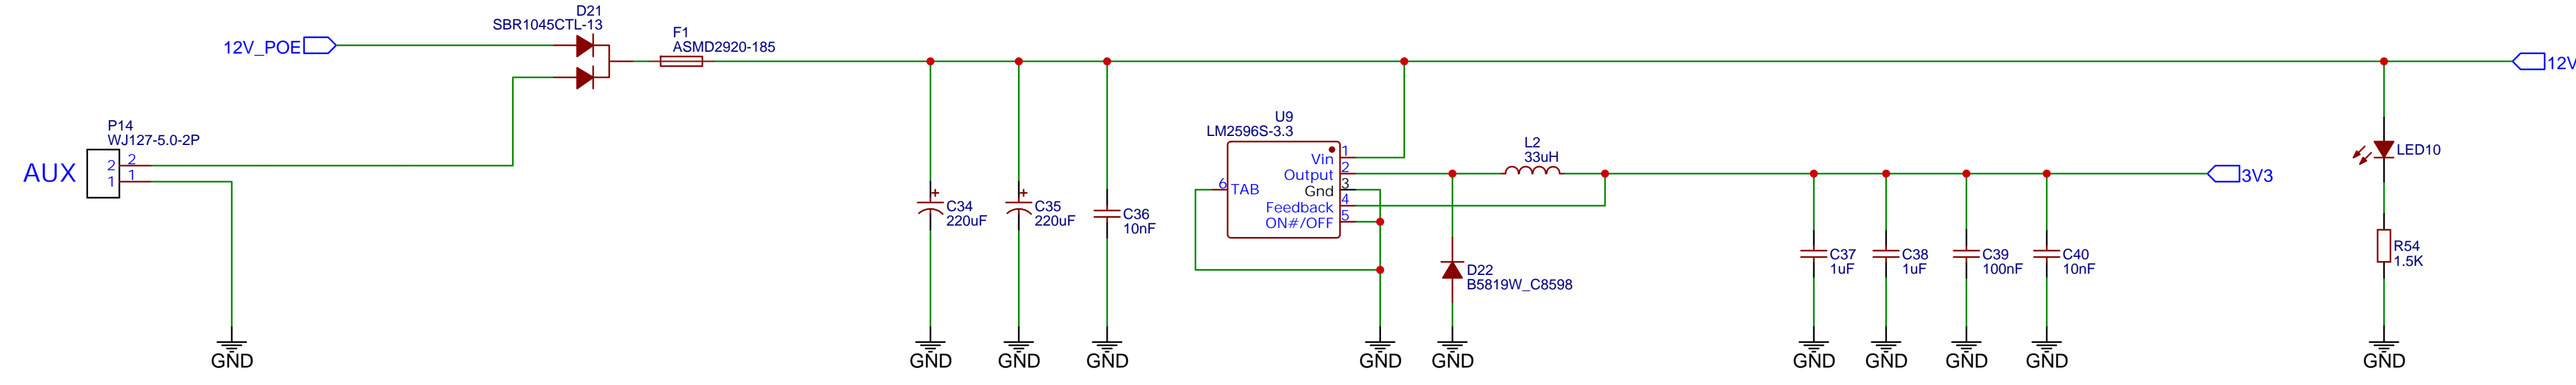 D21
SBR1045CTL-13
12V_POE
F1
ASMD2920-185
12V
P14
WJ127-5.0-2P
AUX
2
2
1
1
C34
220uF
C35
220uF
C36
10nF
U9
LM2596S-3.3
Vin
1
Output
2
Gnd
3
Feedback
4
ON#/OFF
5
6
TAB
L2
33uH
D22
B5819W_C8598
3V3
C37
1uF
C38
1uF
C39
100nF
C40
10nF
LED10
R54
1.5K
GND
GND
GND
GND
GND
GND
GND
GND
GND
GND
GND